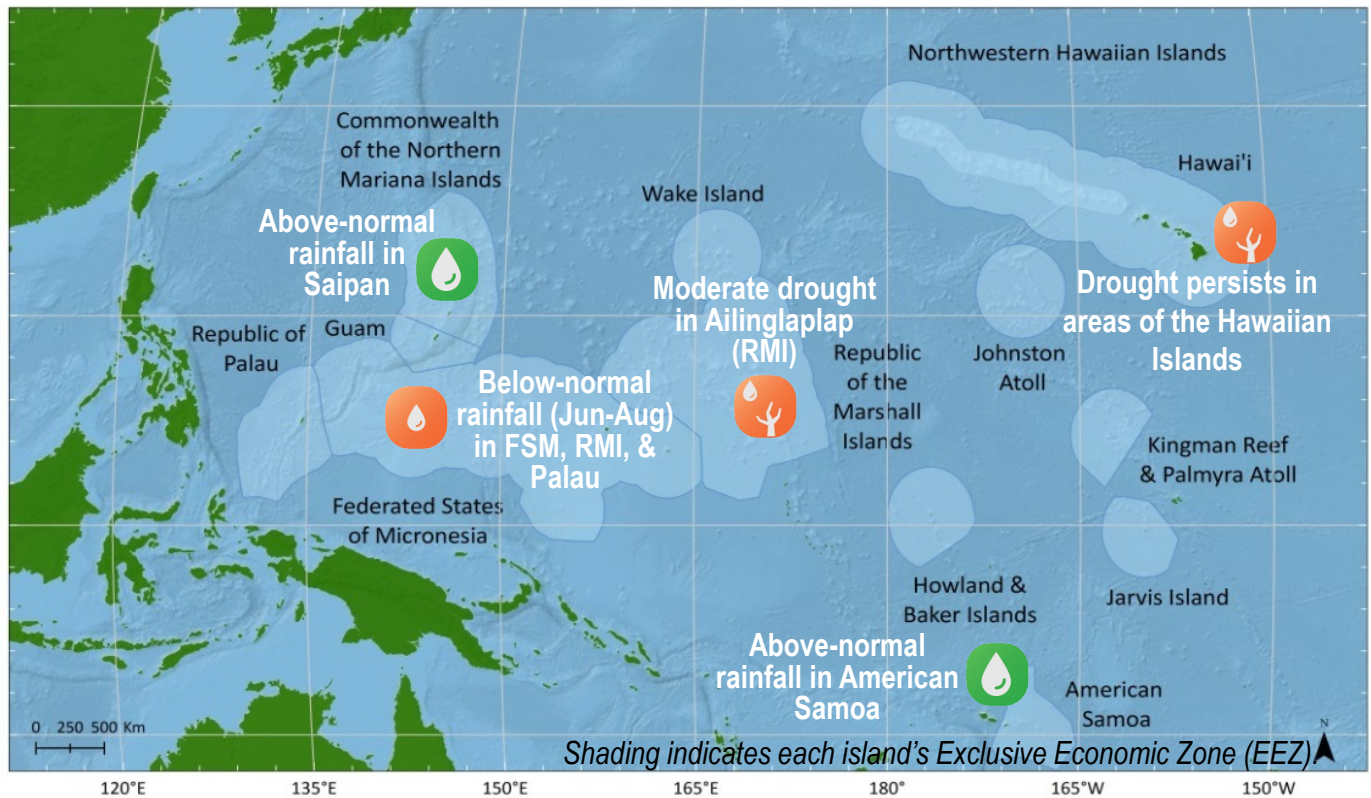 Northwestern Hawaiian Islands
Commonwealth
of the Northern
Mariana Islands
Hawai'i
Wake Island
Above-normal
rainfall in
Saipan
Moderate drought
in Ailinglaplap
(RMI)
Drought persists in
areas of the Hawaiian
Islands
Republic of
Palau
Guam
Republic
of the
Marshall
Islands
Johnston
Atoll
Below-normal
rainfall (Jun-Aug)
in FSM, RMI, &
Palau
Kingman Reef
& Palmyra Atoll
Federated States
of Micronesia
Howland &
Baker Islands
Jarvis Island
Above-normal
rainfall in American
Samoa
American
Samoa
0 250 500 Km
N
Shading indicates each island's Exclusive Economic Zone (EEZ)
120°E 135°E 150°E 165°E 180° 165°W 150°W